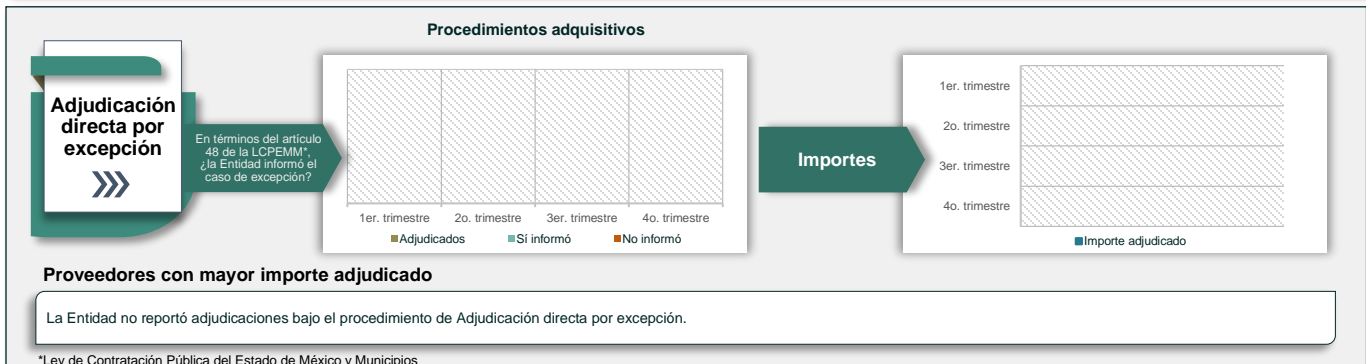 Procedimientos adquisitivos
Adjudicación
directa por
excepción
En términos del artículo
48 de la LCPEMM*,
¿la Entidad informó el
caso de excepción?
1er. trimestre 2o. trimestre 3er. trimestre 4o. trimestre
Adjudicados Sí informó No informó
Importes
1er. trimestre
2o. trimestre
3er. trimestre
4o. trimestre
Importe adjudicado
Proveedores con mayor importe adjudicado
La Entidad no reportó adjudicaciones bajo el procedimiento de Adjudicación directa por excepción.
*Ley de Contratación Pública del Estado de México y Municipios